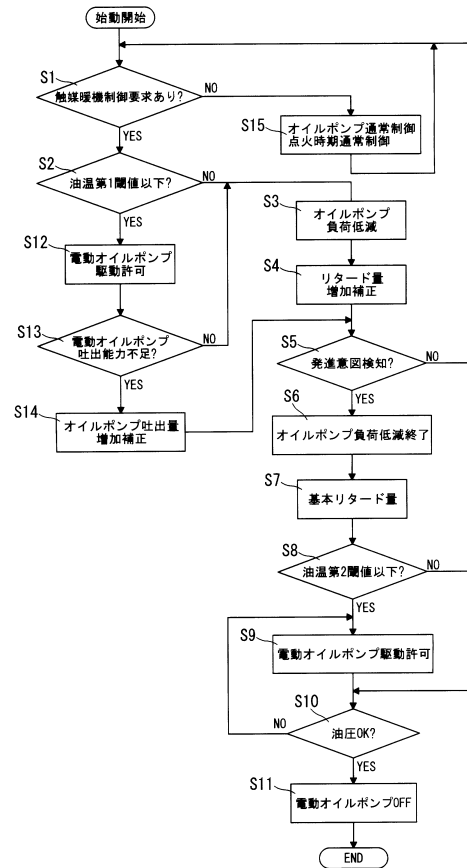 始動開始
S1
触媒暖機制御要求あり?
NO
YES
S15
オイルポンプ通常制御
点火時期通常制御
S2
油温第1閾値以下?
NO
YES
S3
オイルポンプ
負荷低減
S12
電動オイルポンプ
駆動許可
S4
リタード量
増加補正
S13
電動オイルポンプ
吐出能力不足?
NO
YES
S5
発進意図検知?
NO
YES
S14
オイルポンプ吐出量
増加補正
S6
オイルポンプ負荷低減終了
S7
基本リタード量
S8
油温第2閾値以下?
NO
YES
S9
電動オイルポンプ駆動許可
S10
油圧OK?
NO
YES
S11
電動オイルポンプOFF
END